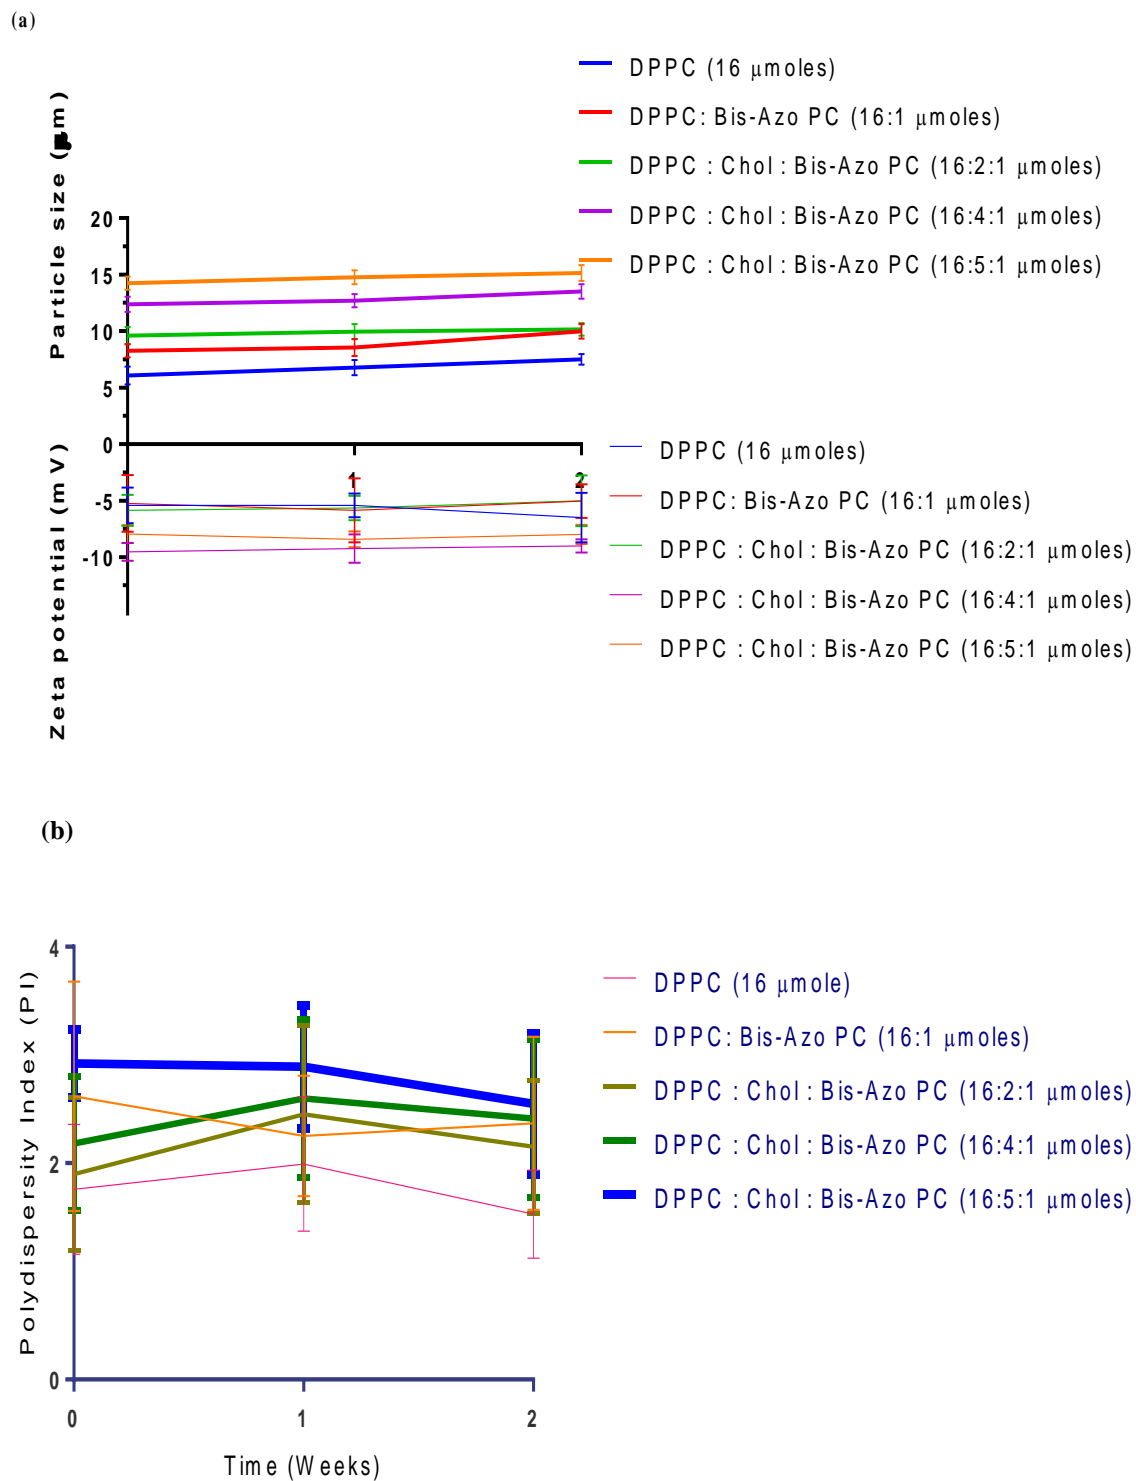 (a)
DPPC (16 μmoles)
DPPC: Bis-Azo PC (16:1 μmoles)
DPPC : Chol : Bis-Azo PC (16:2:1 μmoles)
DPPC : Chol : Bis-Azo PC (16:4:1 μmoles)
DPPC : Chol : Bis-Azo PC (16:5:1 μmoles)
Particle size (μm)
20
15
10
5
0
1
2
-5
-10
Zeta potential (mV)
DPPC (16 μmoles)
DPPC: Bis-Azo PC (16:1 μmoles)
DPPC : Chol : Bis-Azo PC (16:2:1 μmoles)
DPPC : Chol : Bis-Azo PC (16:4:1 μmoles)
DPPC : Chol : Bis-Azo PC (16:5:1 μmoles)
(b)
Polydispersity Index (PI)
4
2
0
0
1
2
Time (Weeks)
DPPC (16 μmole)
DPPC: Bis-Azo PC (16:1 μmoles)
DPPC : Chol : Bis-Azo PC (16:2:1 μmoles)
DPPC : Chol : Bis-Azo PC (16:4:1 μmoles)
DPPC : Chol : Bis-Azo PC (16:5:1 μmoles)